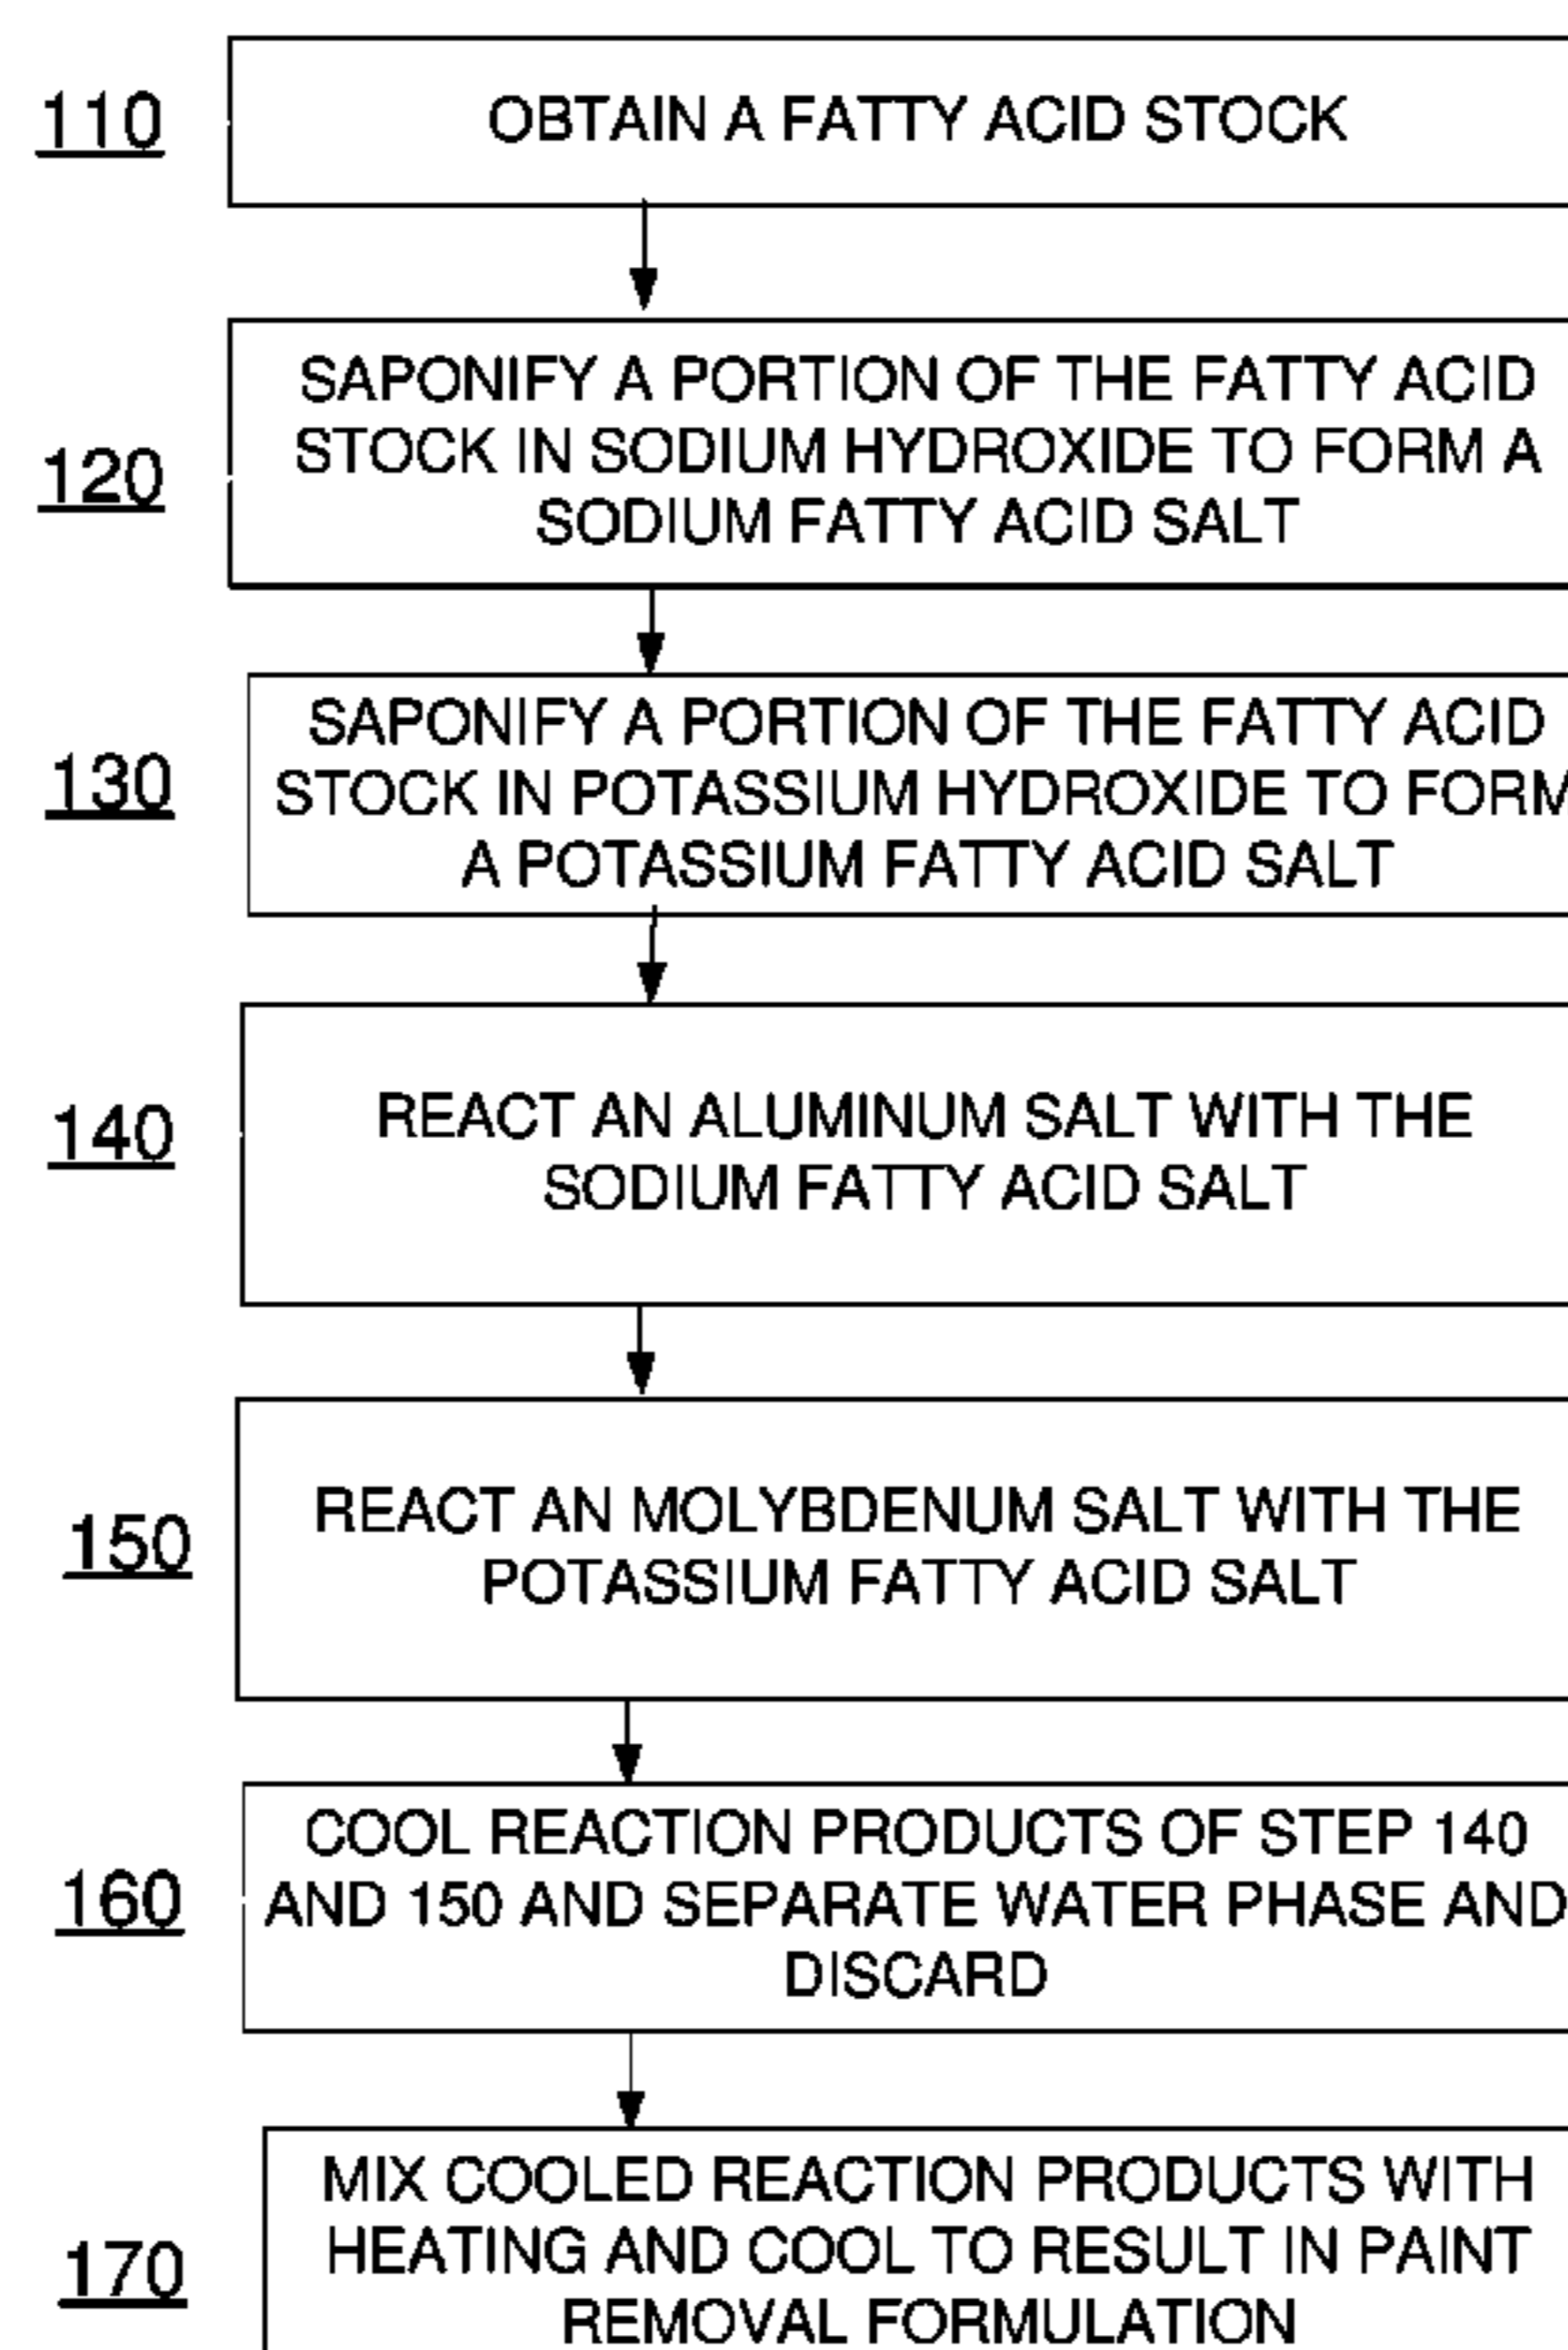 110
OBTAIN A FATTY ACID STOCK
120
SAPONIFY A PORTION OF THE FATTY ACID
STOCK IN SODIUM HYDROXIDE TO FORM A
SODIUM FATTY ACID SALT
130
SAPONIFY A PORTION OF THE FATTY ACID
STOCK IN POTASSIUM HYDROXIDE TO FORM
A POTASSIUM FATTY ACID SALT
140
REACT AN ALUMINUM SALT WITH THE
SODIUM FATTY ACID SALT
150
REACT AN MOLYBDENUM SALT WITH THE
POTASSIUM FATTY ACID SALT
160
COOL REACTION PRODUCTS OF STEP 140
AND 150 AND SEPARATE WATER PHASE AND
DISCARD
170
MIX COOLED REACTION PRODUCTS WITH
HEATING AND COOL TO RESULT IN PAINT
REMOVAL FORMULATION